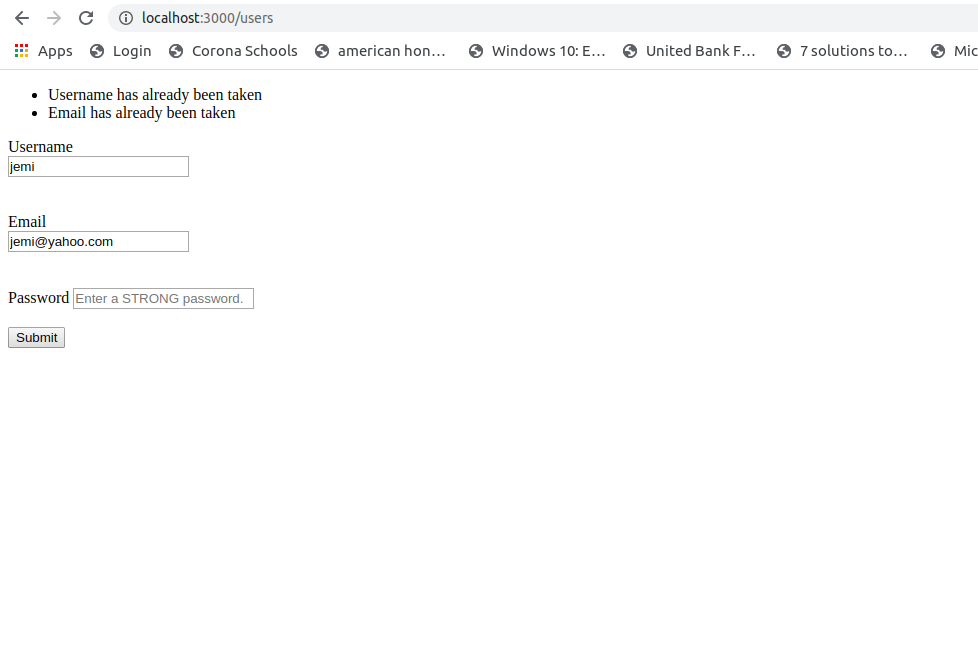 localhost:3000/users
Apps Login Corona Schools american hon... Windows 10: E... United Bank F... 7 solutions to... Mic
Username has already been taken
Email has already been taken
Username
jemi
Email
jemi@yahoo.com
Password Enter a STRONG password.
Submit